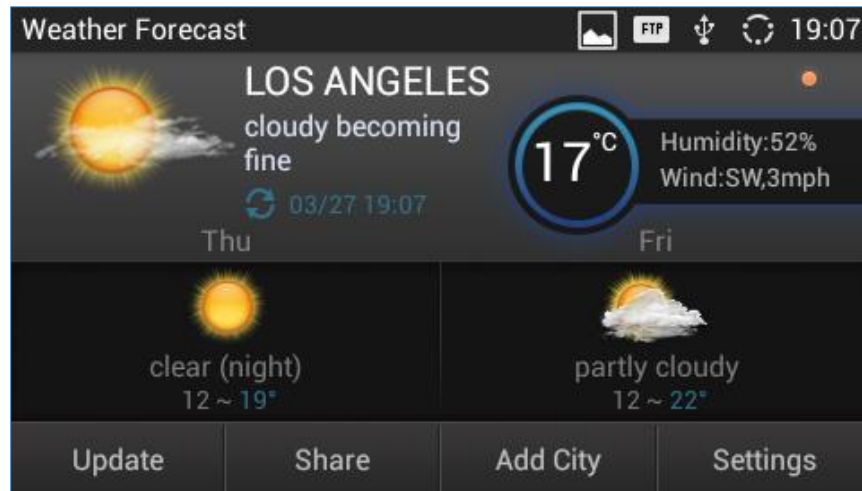 Weather Forecast
FTP
19:07
LOS ANGELES
cloudy becoming
fine
03/27 19:07
17°C
Humidity:52%
Wind:SW,3mph
Thu
Fri
clear (night)
12 ~ 19°
partly cloudy
12 ~ 22°
Update
Share
Add City
Settings